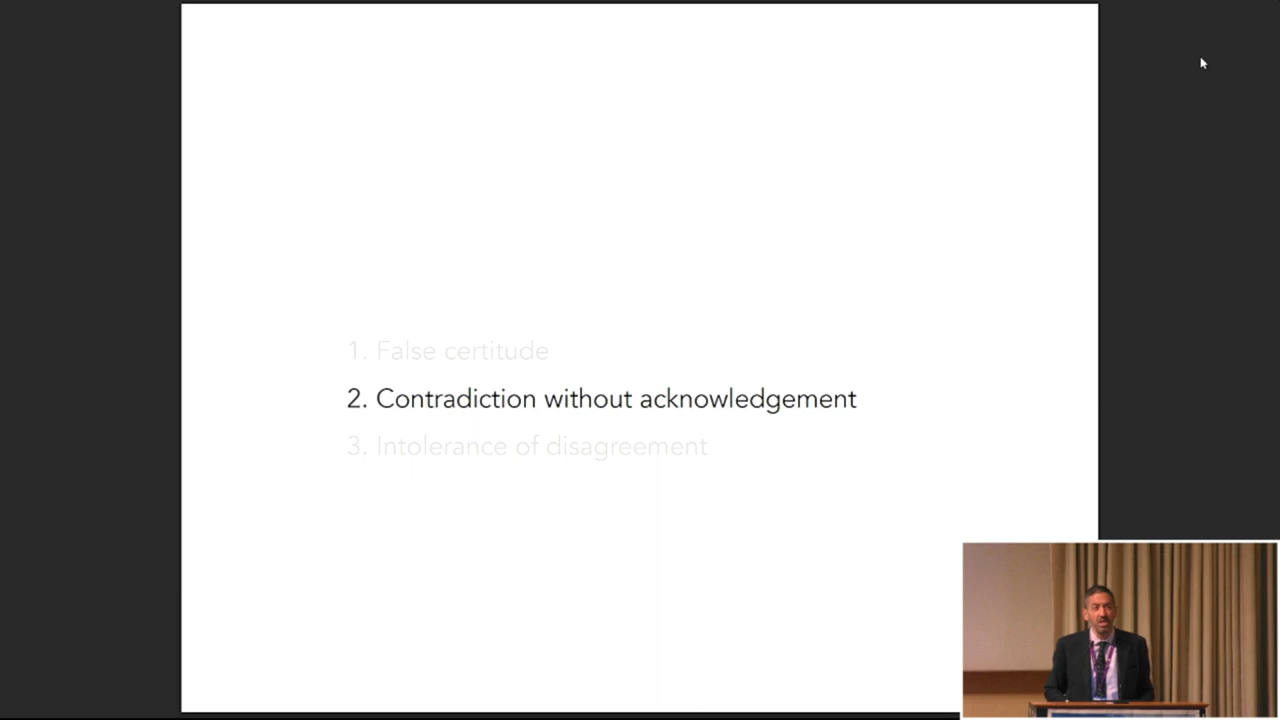 1. False certitude
2. Contradiction without acknowledgement
3. Intolerance of disagreement